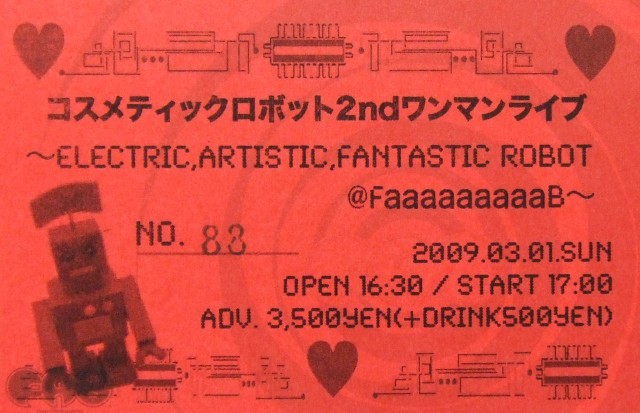 コスメティックロボット2ndワンマンライブ
～ELECTRIC,ARTISTIC,FANTASTIC ROBOT
@FaaaaaaaaaB～
NO. 83
2009.03.01.SUN
OPEN 16:30 / START 17:00
ADV. 3,500YEN(+DRINK500YEN)